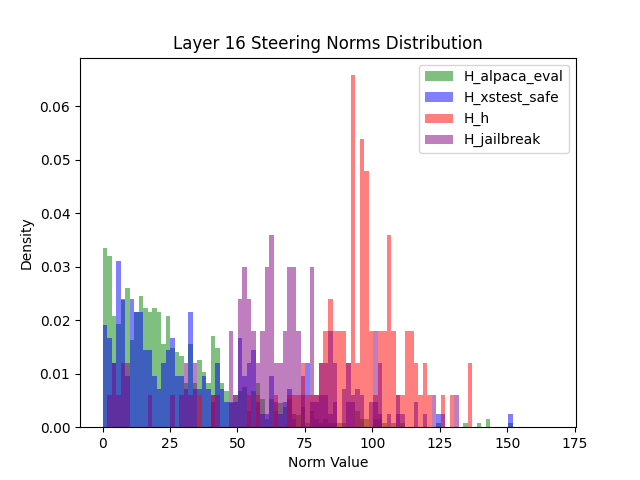 Layer 16 Steering Norms Distribution
H_alpaca_eval
H_xstest_safe
H_h
H_jailbreak
Density
0.06
0.05
0.04
0.03
0.02
0.01
0.00
0 25 50 75 100 125 150 175
Norm Value